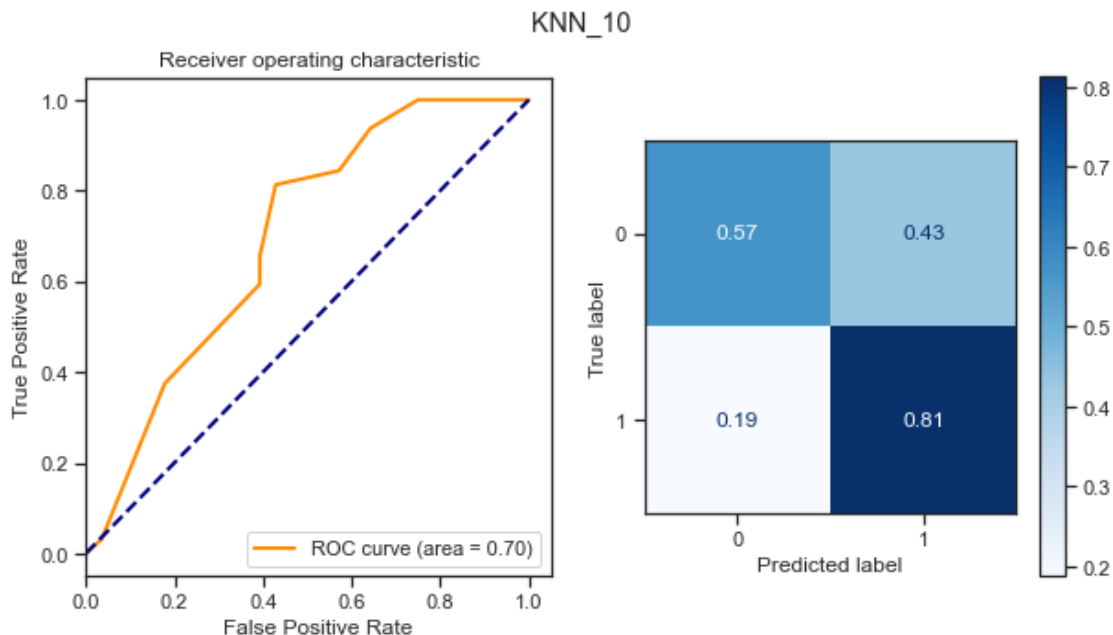 KNN_10
Receiver operating characteristic
1.0
0.8
0.6
0.4
0.2
0.0
True Positive Rate
0.0 0.2 0.4 0.6 0.8 1.0
False Positive Rate
ROC curve (area = 0.70)
0
1
True label
0.57 0.43
0.19 0.81
0 1
Predicted label
0.8
0.7
0.6
0.5
0.4
0.3
0.2